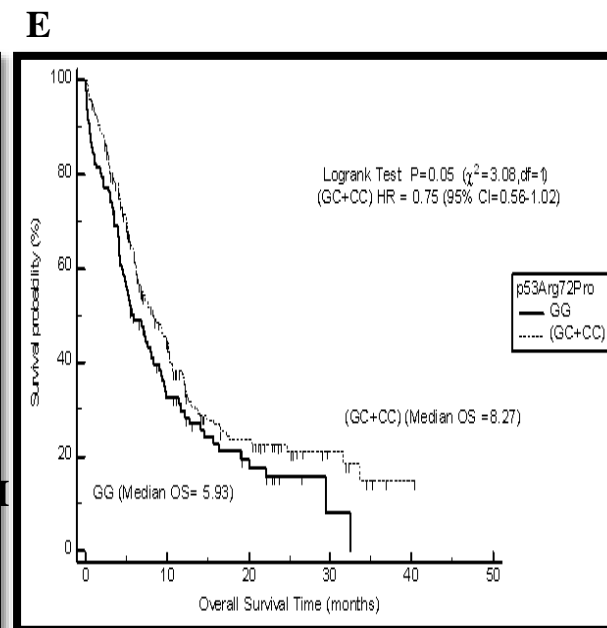 E
100
80
60
40
20
0
Survival probability (%)
Logrank Test P=0.05 (χ²=3.08,df=1)
(GC+CC) HR = 0.75 (95% CI=0.56-1.02)
p53Arg72Pro
GG
(GC+CC)
(GC+CC) (Median OS =8.27)
GG (Median OS= 5.93)
0 10 20 30 40 50
Overall Survival Time (months)